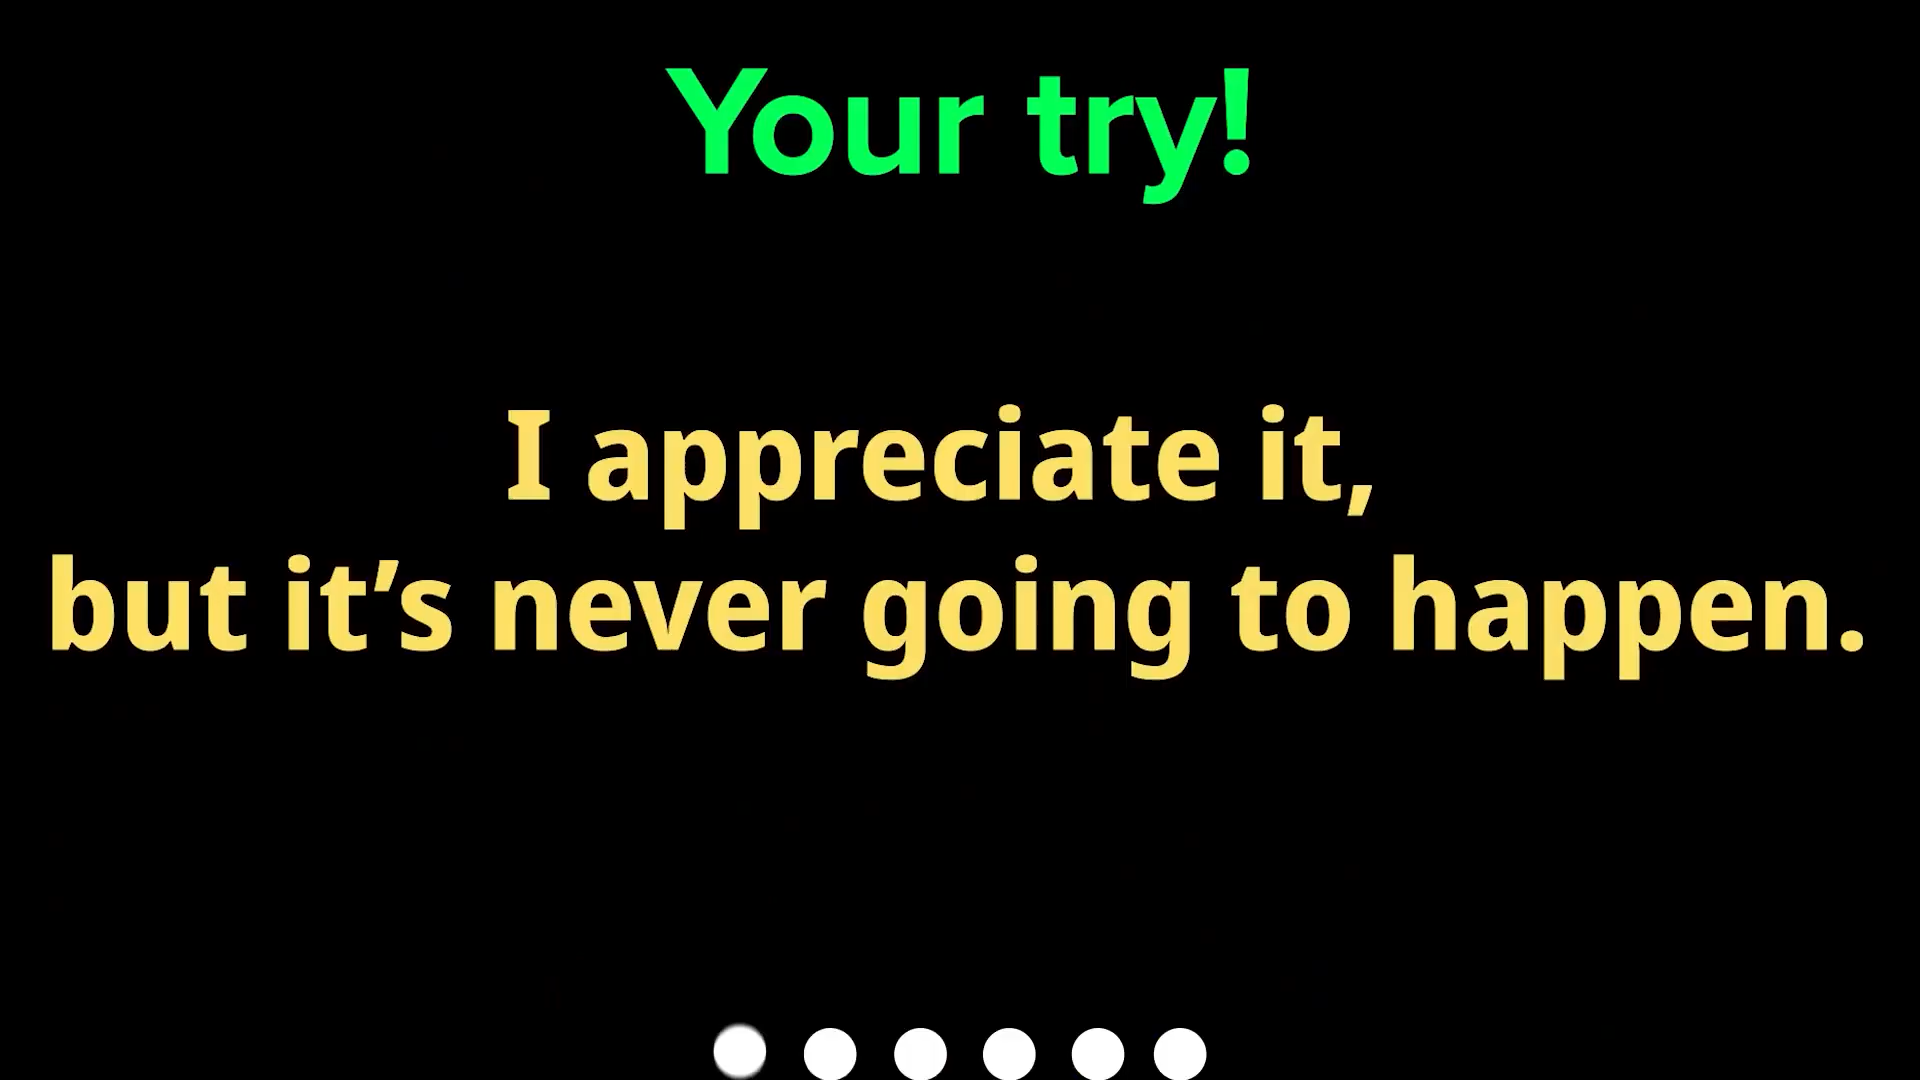 Your try!
I appreciate it,
but it’s never going to happen.